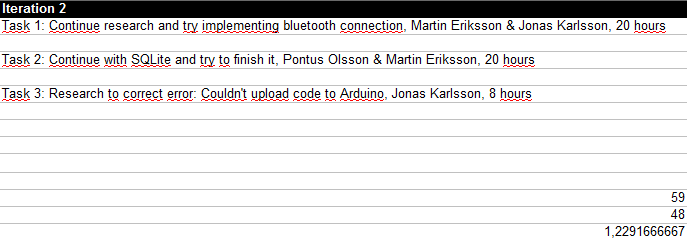 Iteration 2
Task 1: Continue research and try implementing bluetooth connection, Martin Eriksson & Jonas Karlsson, 20 hours
Task 2: Continue with SQLite and try to finish it, Pontus Olsson & Martin Eriksson, 20 hours
Task 3: Research to correct error: Couldn't upload code to Arduino, Jonas Karlsson, 8 hours
59
48
1,2291666667